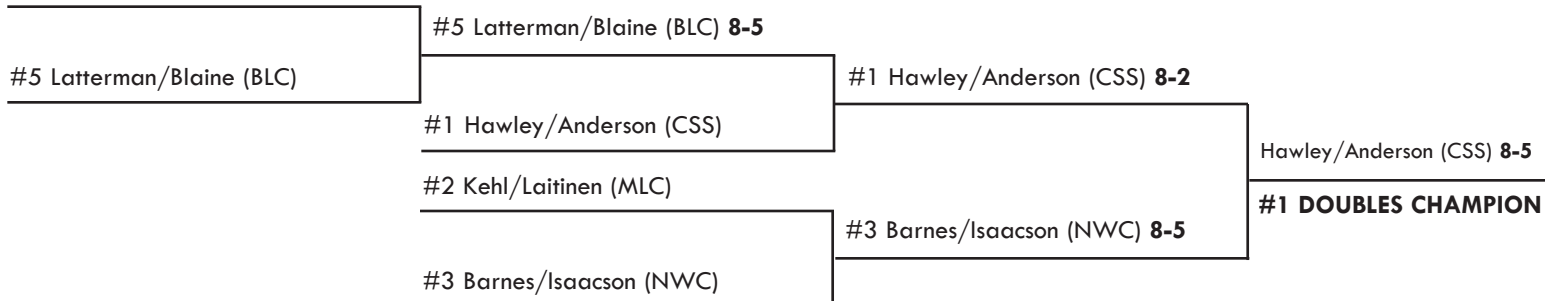 #5 Latterman/Blaine (BLC) 8-5
#5 Latterman/Blaine (BLC)
#1 Hawley/Anderson (CSS) 8-2
#1 Hawley/Anderson (CSS)
Hawley/Anderson (CSS) 8-5
#2 Kehl/Laitinen (MLC)
#1 DOUBLES CHAMPION
#3 Barnes/Isaacson (NWC) 8-5
#3 Barnes/Isaacson (NWC)